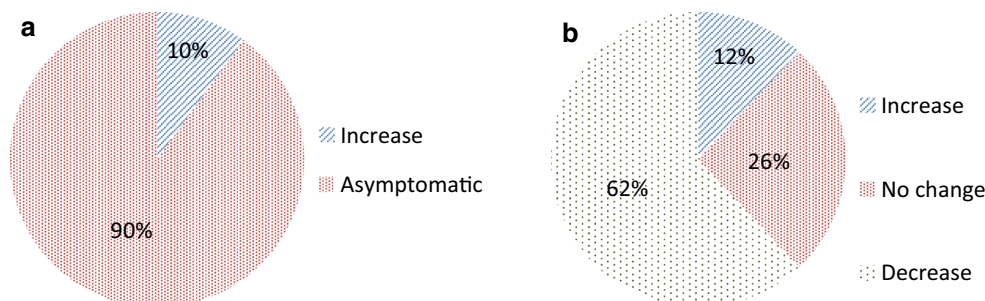 a
10%
90%
Increase
Asymptomatic
b
12%
26%
62%
Increase
No change
Decrease